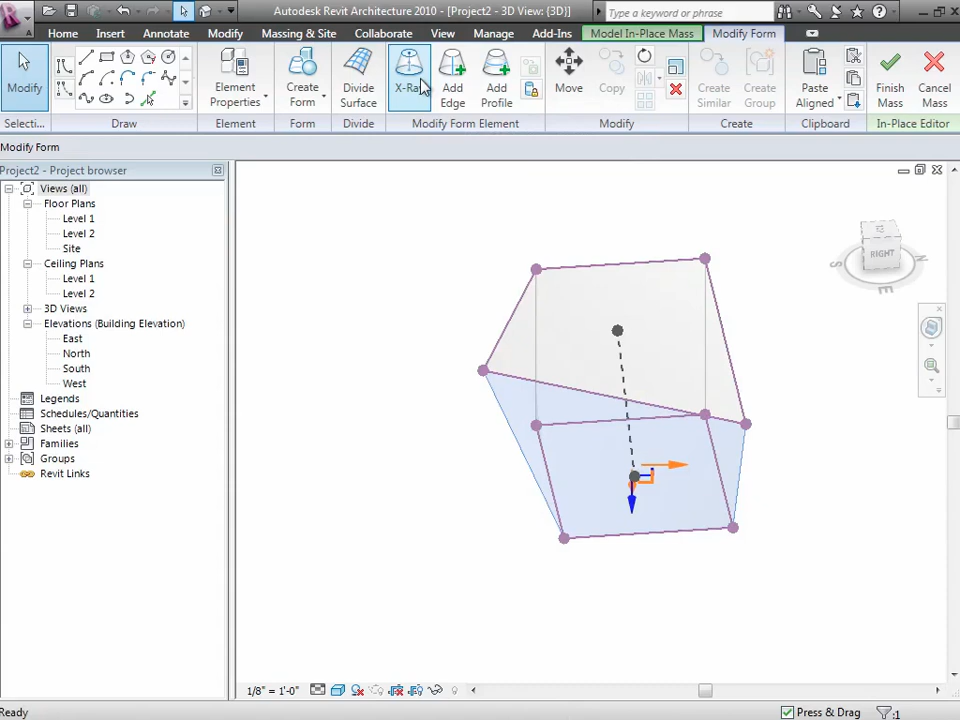 Autodesk Revit Architecture 2010 - [Project2 - 3D View: {3D}]
Type a keyword or phrase
Home Insert Annotate Modify Massing & Site Collaborate View Manage Add-Ins Model In-Place Mass Modify Form
Modify
Element Properties
Create Form
Divide Surface
X-Ray
Add Edge
Add Profile
Move
Copy
Create Similar
Create Group
Paste Aligned
Finish Mass
Cancel Mass
Selecti... Draw Element Form Divide Modify Form Element Modify Create Clipboard In-Place Editor
Modify Form
Project2 - Project browser
Views (all)
Floor Plans
Level 1
Level 2
Site
Ceiling Plans
Level 1
Level 2
3D Views
Elevations (Building Elevation)
East
North
South
West
Legends
Schedules/Quantities
Sheets (all)
Families
Groups
Revit Links
RIGHT
S
N
E
1/8" = 1'-0"
Ready
Press & Drag
:1